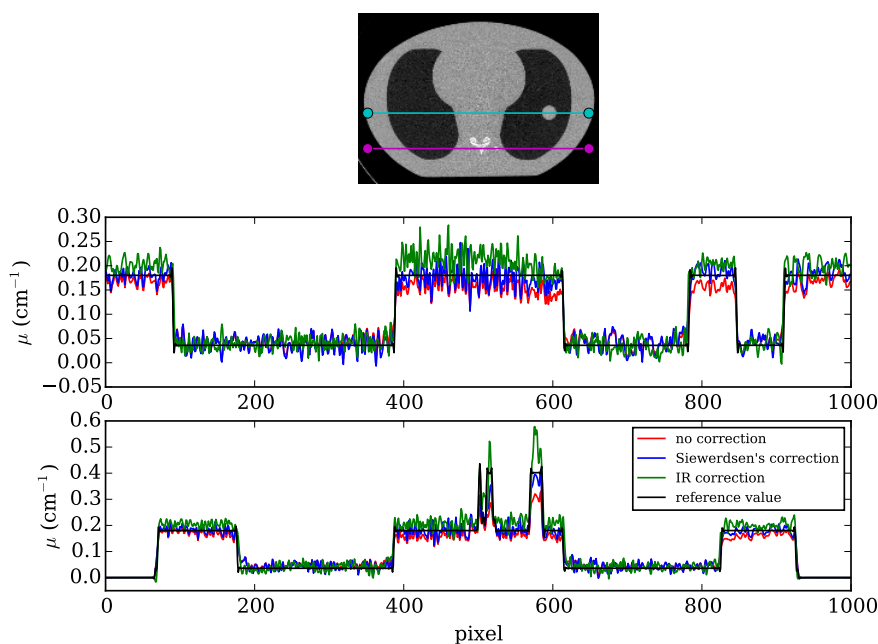 0.30
0.25
0.20
0.15
0.10
0.05
0.00
−0.05
μ (cm⁻¹)
0 200 400 600 800 1000
0.6
0.5
0.4
0.3
0.2
0.1
0.0
μ (cm⁻¹)
no correction
Siewerdsen's correction
IR correction
reference value
0 200 400 600 800 1000
pixel